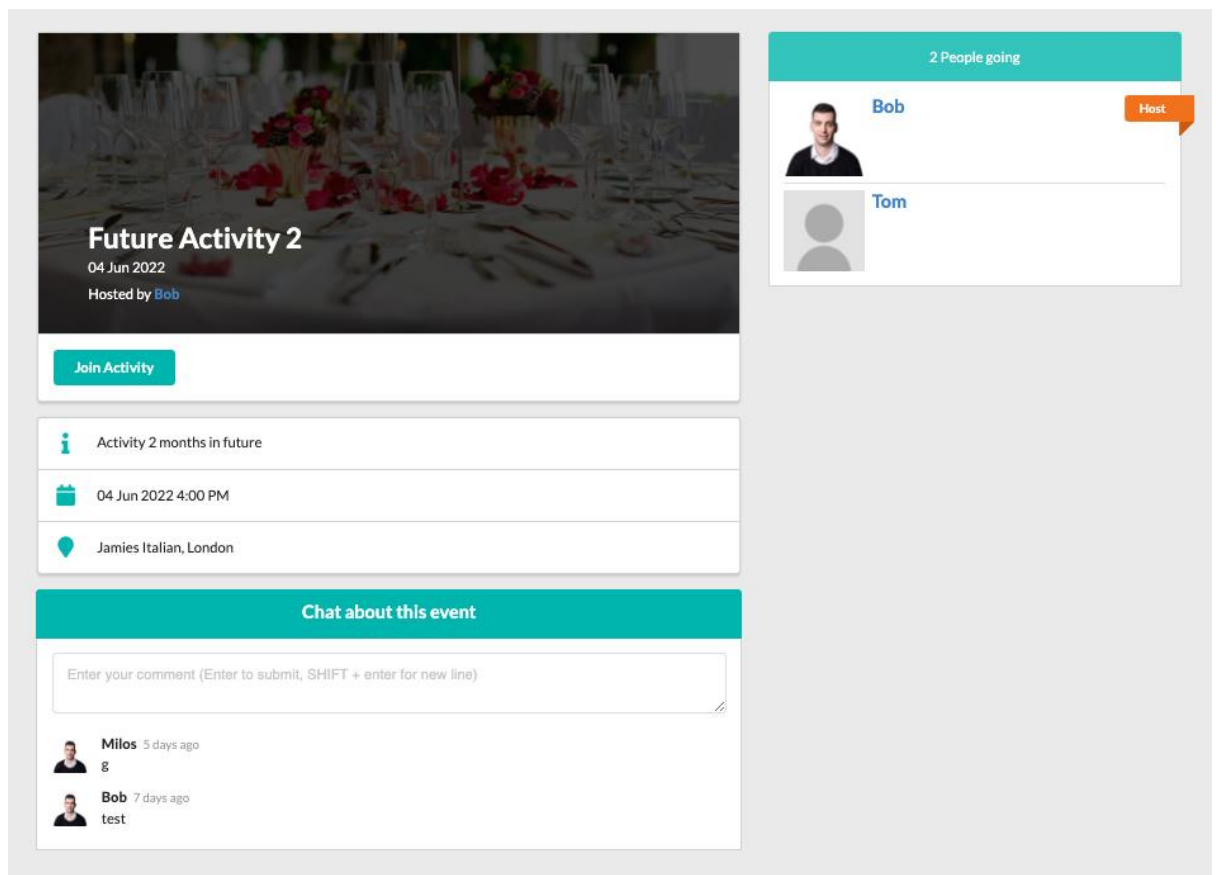 Future Activity 2
04 Jun 2022
Hosted by Bob
Join Activity
Activity 2 months in future
04 Jun 2022 4:00 PM
Jamies Italian, London
Chat about this event
Enter your comment (Enter to submit, SHIFT + enter for new line)
Milos 5 days ago
g
Bob 7 days ago
test
2 People going
Bob
Host
Tom